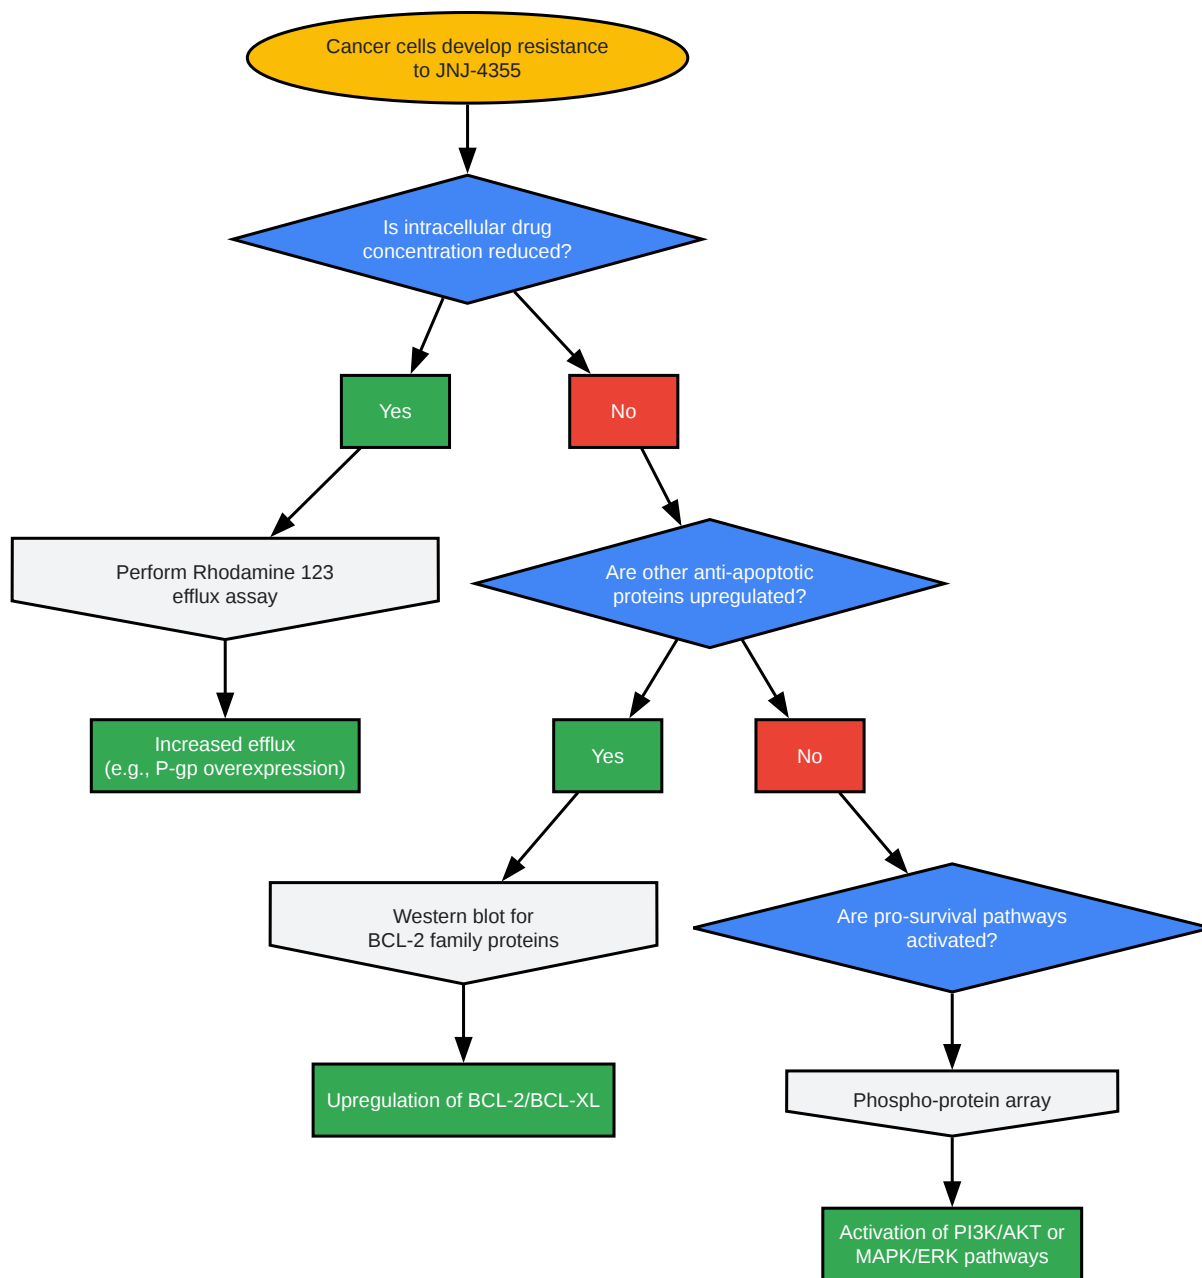 Cancer cells develop resistance
to JNJ-4355
Is intracellular drug
concentration reduced?
Yes
No
Perform Rhodamine 123
efflux assay
Are other anti-apoptotic
proteins upregulated?
Increased efflux
(e.g., P-gp overexpression)
Yes
No
Western blot for
BCL-2 family proteins
Are pro-survival pathways
activated?
Upregulation of BCL-2/BCL-XL
Phospho-protein array
Activation of PI3K/AKT or
MAPK/ERK pathways